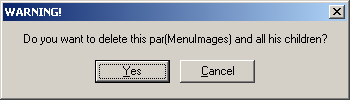 WARNING!
Do you want to delete this par(MenuImages) and all his children?
Yes
Cancel